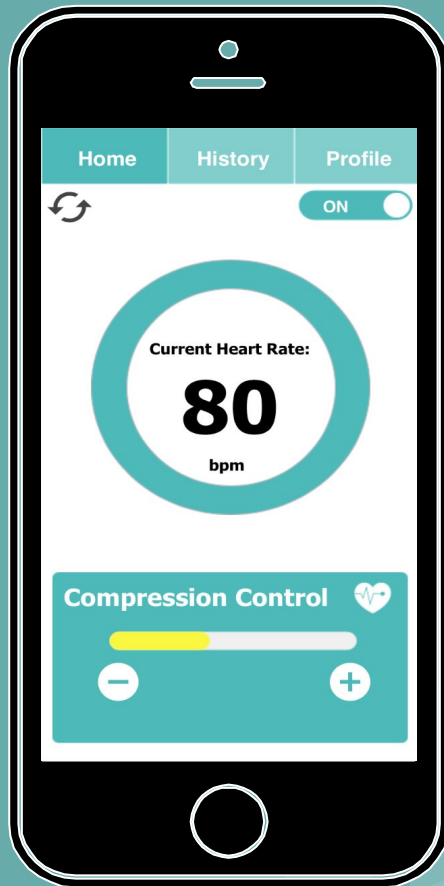 Home History Profile
ON
Current Heart Rate:
80
bpm
Compression Control